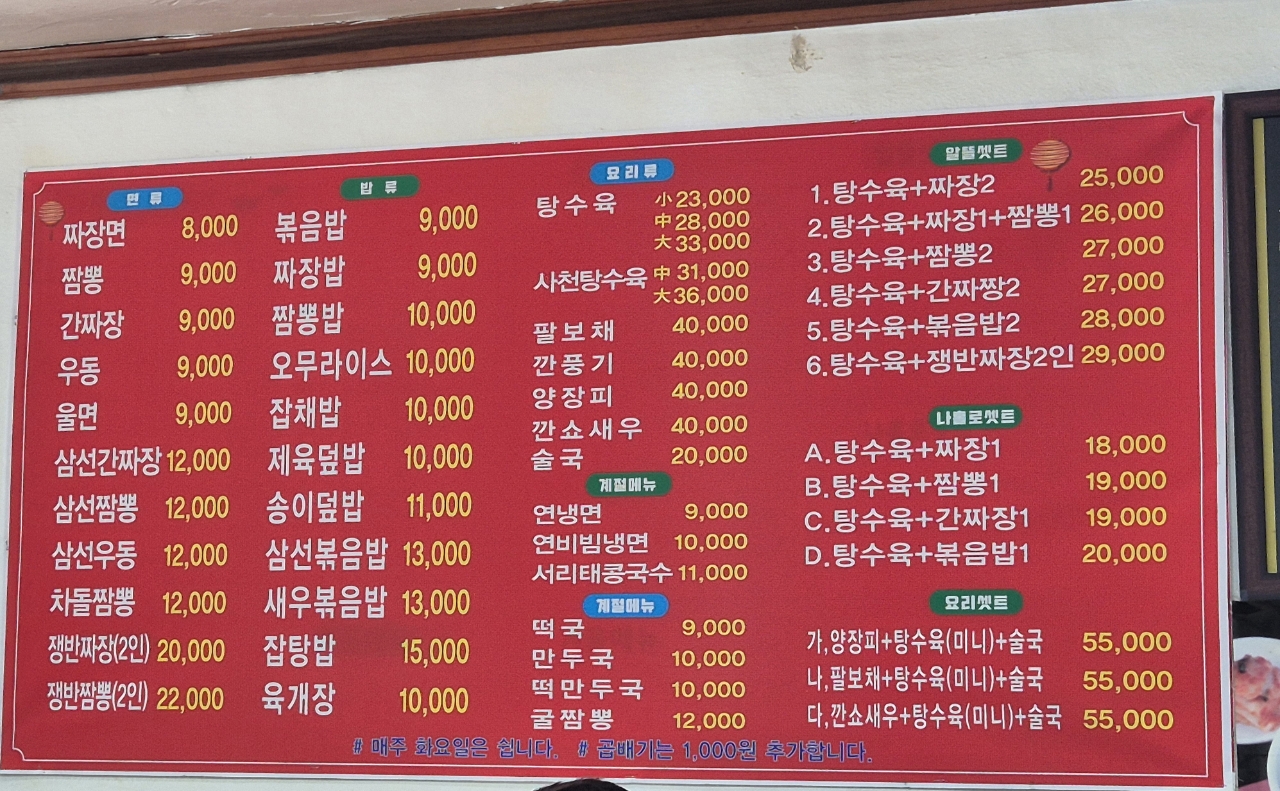 면 류
짜장면 8,000
짬뽕 9,000
간짜장 9,000
우동 9,000
울면 9,000
삼선간짜장 12,000
삼선짬뽕 12,000
삼선우동 12,000
차돌짬뽕 12,000
쟁반짜장(2인) 20,000
쟁반짬뽕(2인) 22,000
밥 류
볶음밥 9,000
짜장밥 9,000
짬뽕밥 10,000
오무라이스 10,000
잡채밥 10,000
제육덮밥 10,000
송이덮밥 11,000
삼선볶음밥 13,000
새우볶음밥 13,000
잡탕밥 15,000
육개장 10,000
요리류
탕수육 小 23,000
中 28,000
大 33,000
사천탕수육 中 31,000
大 36,000
팔보채 40,000
깐풍기 40,000
양장피 40,000
깐쇼새우 40,000
술국 20,000
계절메뉴
연냉면 9,000
연비빔냉면 10,000
서리태콩국수 11,000
계절메뉴
떡국 9,000
만두국 10,000
떡만두국 10,000
굴짬뽕 12,000
알뜰셋트
1.탕수육+짜장2 25,000
2.탕수육+짜장1+짬뽕1 26,000
3.탕수육+짬뽕2 27,000
4.탕수육+간짜짱2 27,000
5.탕수육+볶음밥2 28,000
6.탕수육+쟁반짜장2인 29,000
나홀로셋트
A.탕수육+짜장1 18,000
B.탕수육+짬뽕1 19,000
C.탕수육+간짜장1 19,000
D.탕수육+볶음밥1 20,000
요리셋트
가,양장피+탕수육(미니)+술국 55,000
나,팔보채+탕수육(미니)+술국 55,000
다,깐쇼새우+탕수육(미니)+술국 55,000
# 매주 화요일은 쉽니다. # 곱배기는 1,000원 추가합니다.